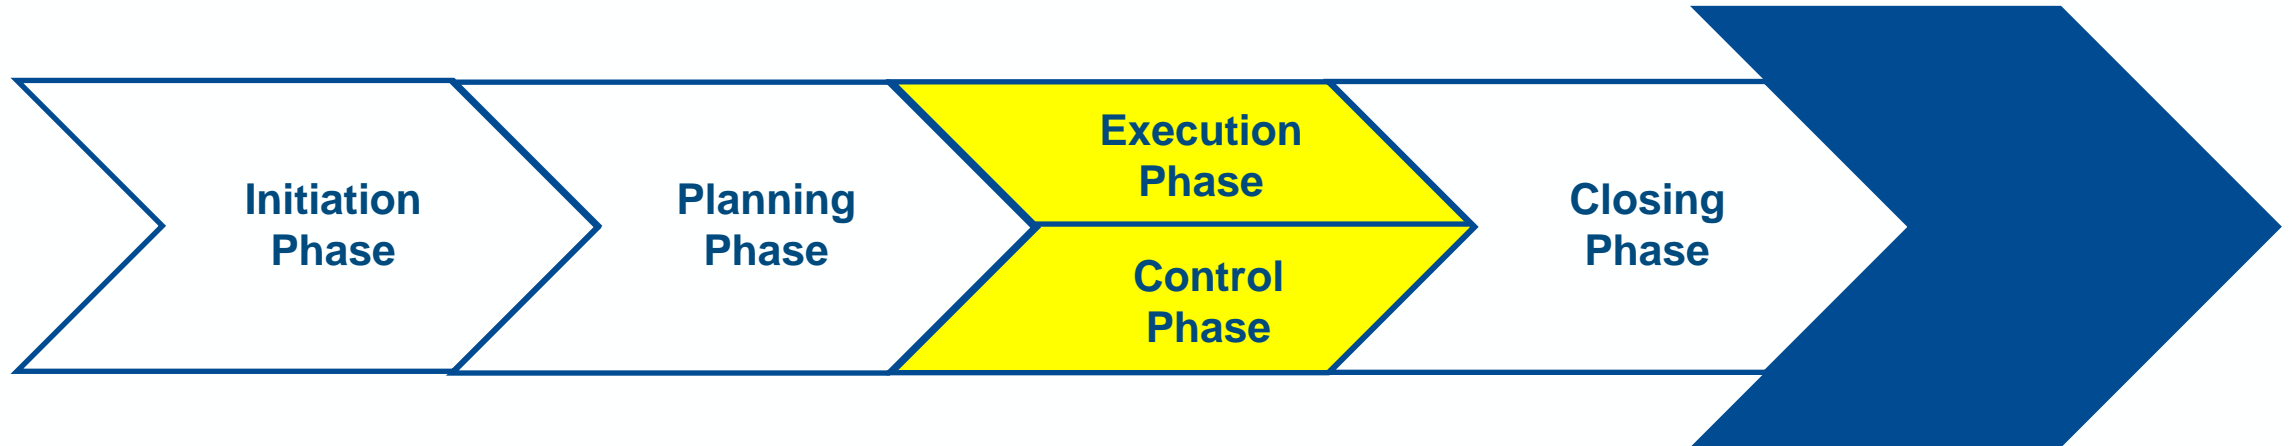 Initiation
Phase
Planning
Phase
Execution
Phase
Control
Phase
Closing
Phase